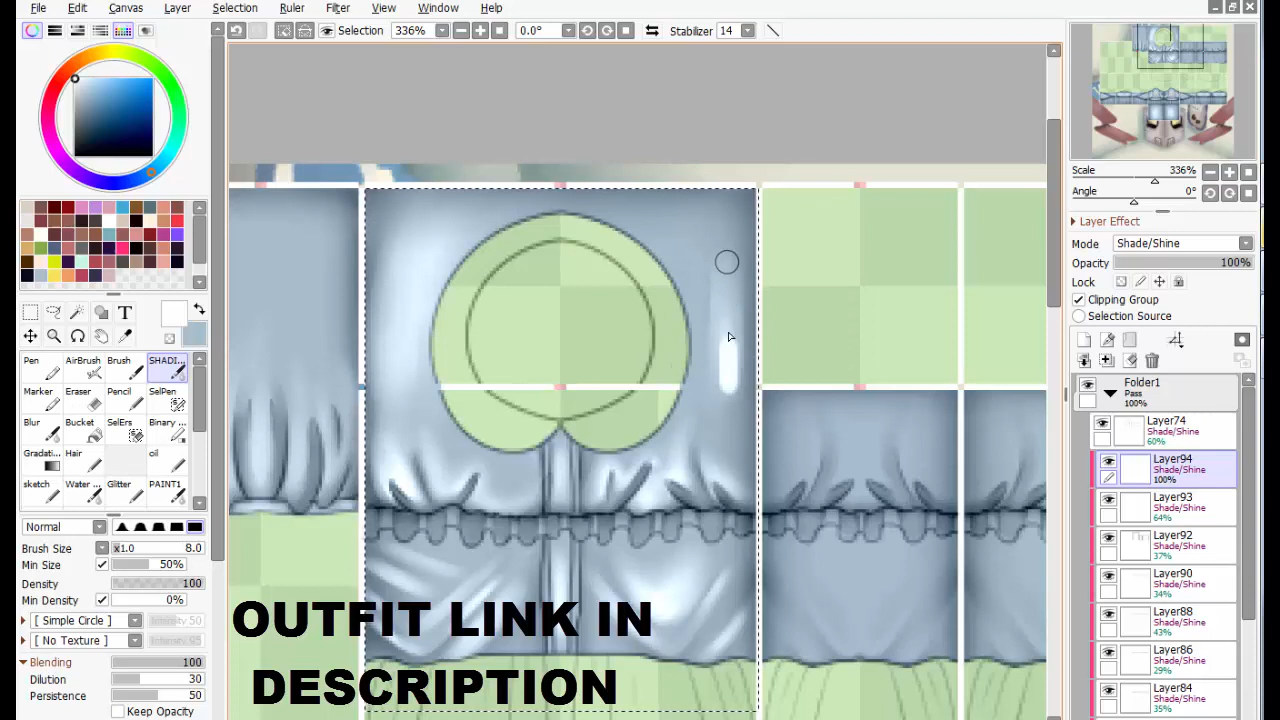 File Edit Canvas Layer Selection Ruler Filter View Window Help
Selection 336% 0.0° Stabilizer 14
Scale 336%
Angle 0°
Layer Effect
Mode Shade/Shine
Opacity 100%
Lock
Clipping Group
Selection Source
T
Pen AirBrush Brush SHADI...
Marker Eraser Pencil SelPen
Blur Bucket SelErs Binary ...
Gradati... Hair oil
sketch Water ... Glitter PAINT1
Normal
Brush Size x1.0 8.0
Min Size 50%
Density 100
Min Density 0%
[ Simple Circle ] Intensity 50
[ No Texture ]
Blending 100
Dilution 30
Persistence 50
Keep Opacity
Folder1
Pass
100%
Layer74
Shade/Shine
60%
Layer94
Shade/Shine
100%
Layer93
Shade/Shine
64%
Layer92
Shade/Shine
37%
Layer90
Shade/Shine
34%
Layer88
Shade/Shine
43%
Layer86
Shade/Shine
29%
Layer84
Shade/Shine
35%
OUTFIT LINK IN
DESCRIPTION